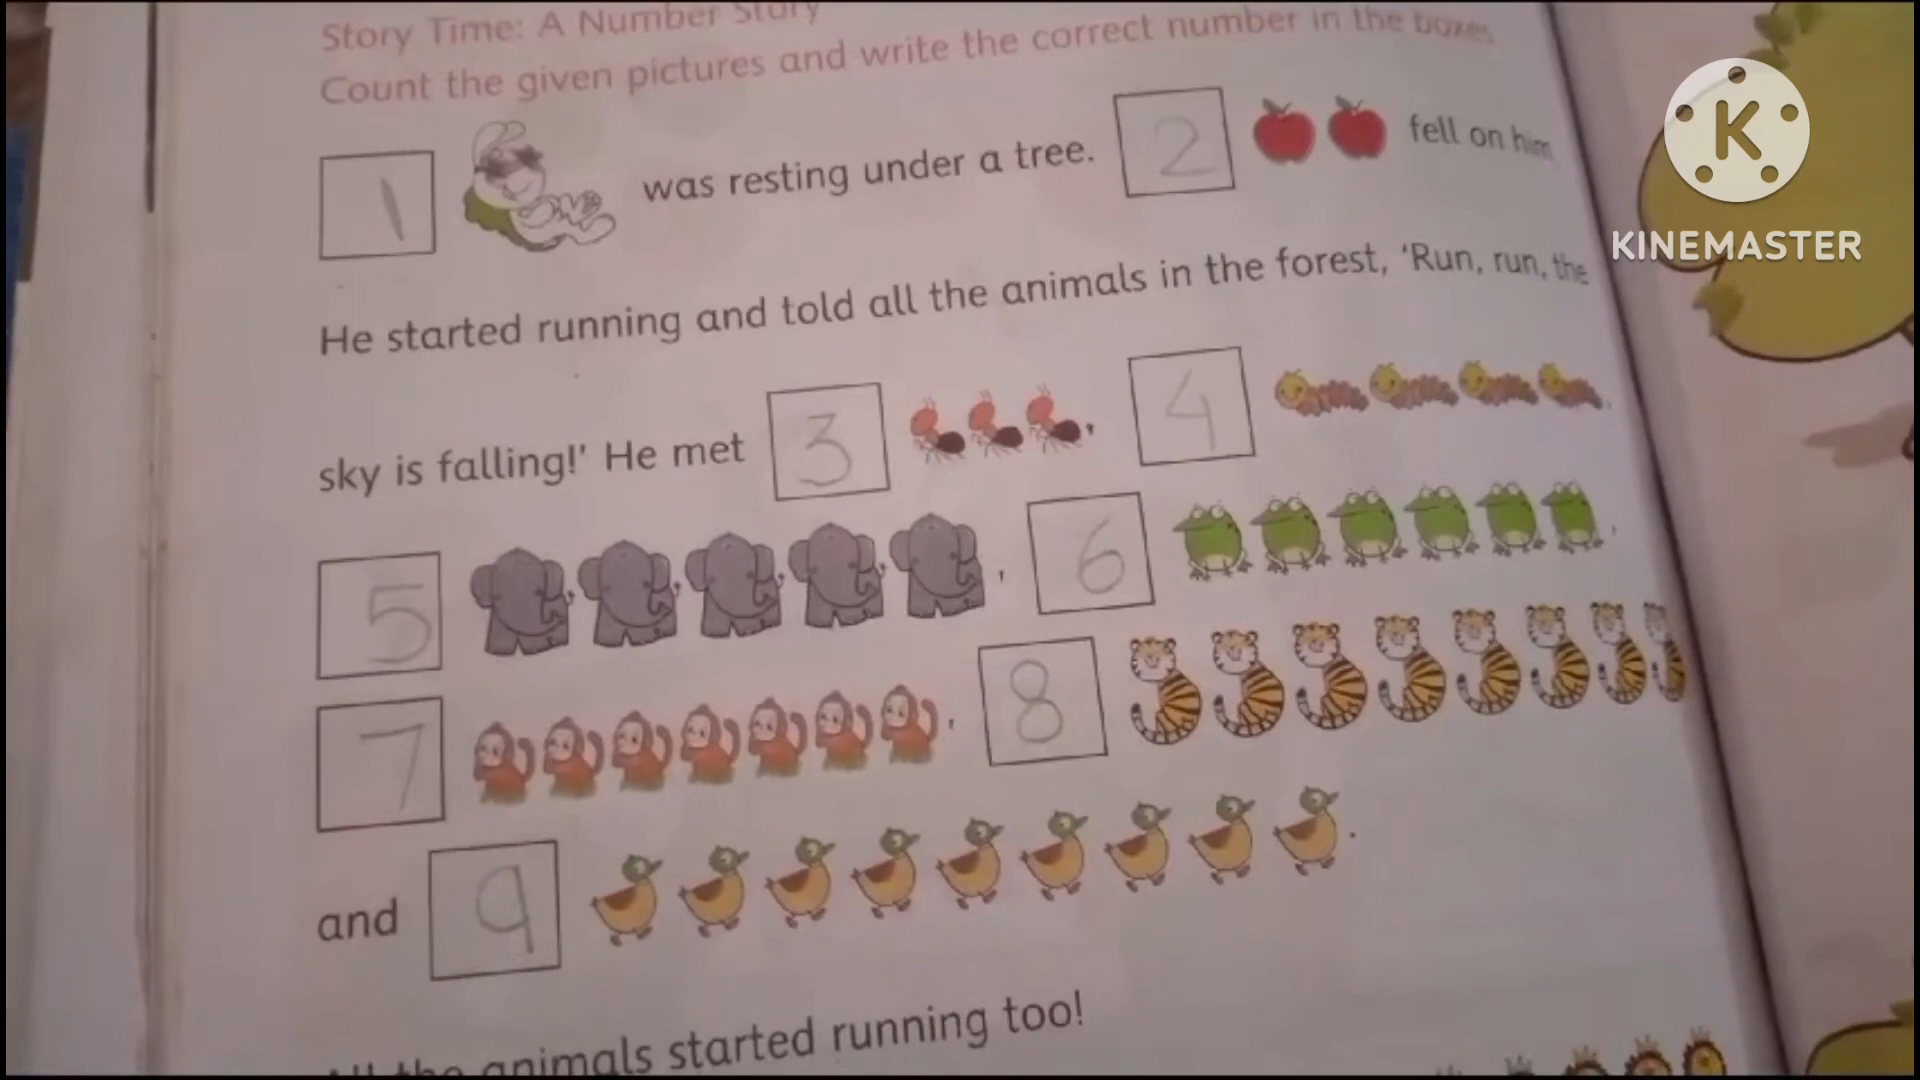 Story Time: A Number Story
Count the given pictures and write the correct number in the boxes
1 was resting under a tree. 2 fell on him
He started running and told all the animals in the forest, 'Run, run, the
sky is falling!' He met 3 , 4 .
5 , 6 ,
7 , 8
and 9 .
All the animals started running too!
K
KINEMASTER